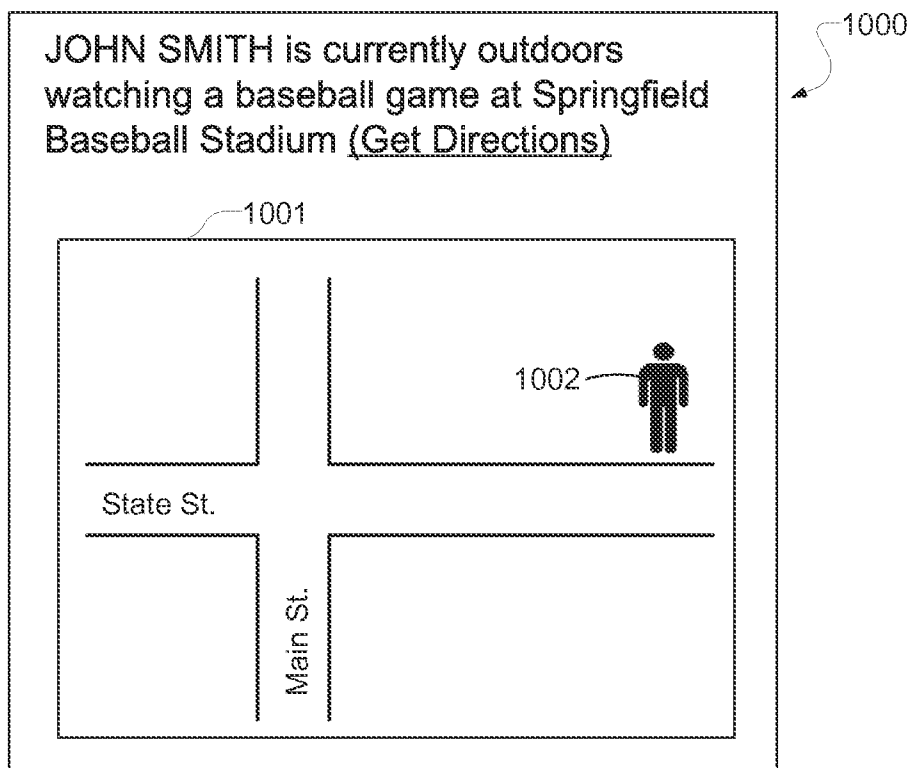 1000
JOHN SMITH is currently outdoors
watching a baseball game at Springfield
Baseball Stadium (Get Directions)
1001
1002
State St.
Main St.